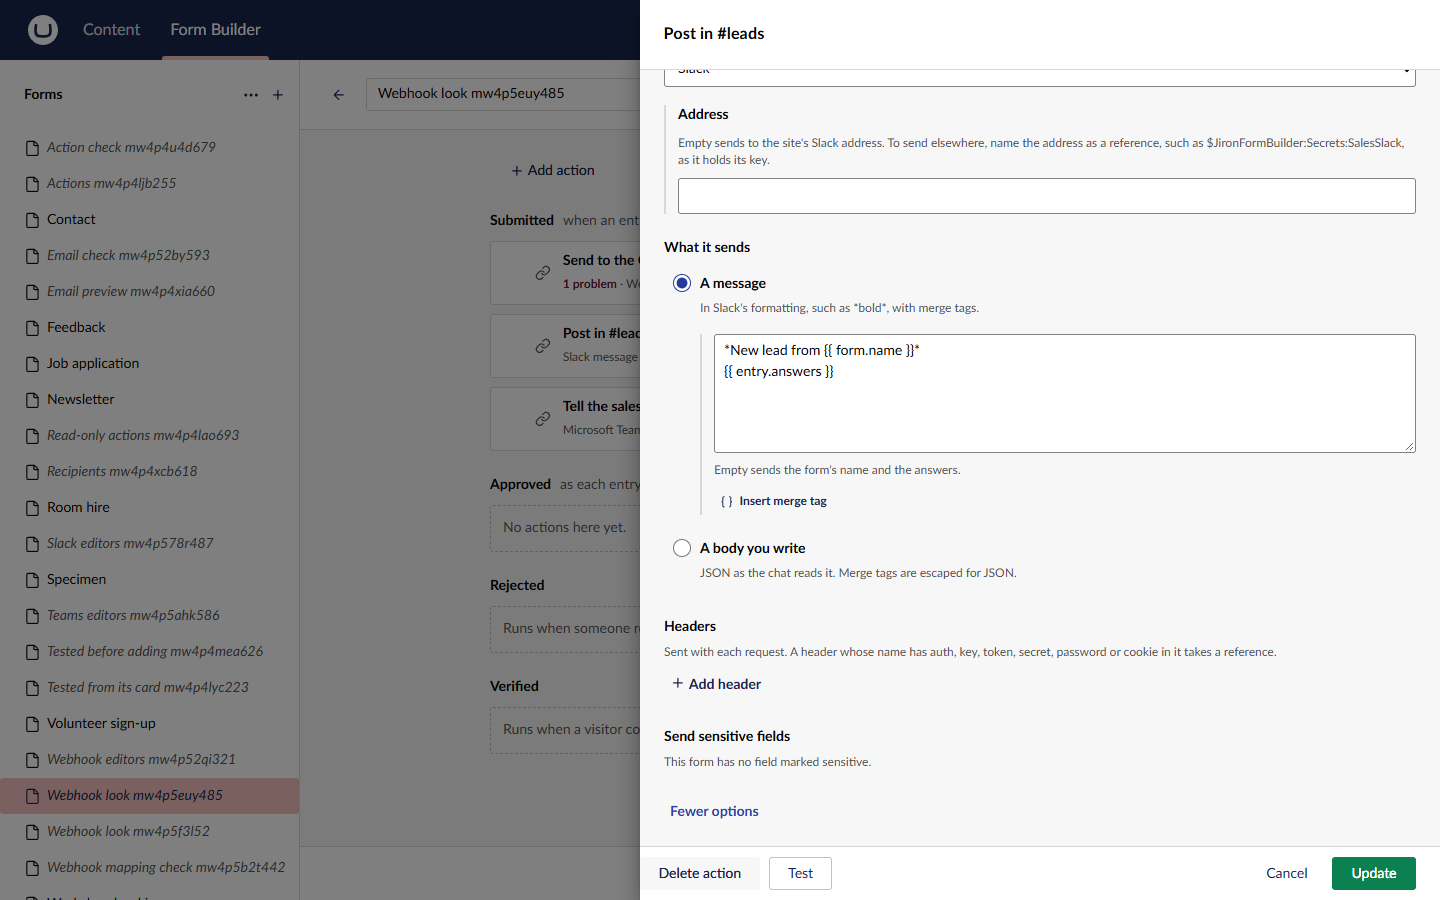 Content
Form Builder
Post in #leads
Forms
Webhook look mw4p5euy485
Slack
Action check mw4p4u4d679
Actions mw4p4ljb255
Contact
Email check mw4p52by593
Email preview mw4p4xia660
Feedback
Job application
Newsletter
Read-only actions mw4p4lao693
Recipients mw4p4xcb618
Room hire
Slack editors mw4p578r487
Specimen
Teams editors mw4p5ahk586
Tested before adding mw4p4mea626
Tested from its card mw4p4lyc223
Volunteer sign-up
Webhook editors mw4p52qi321
Webhook look mw4p5euy485
Webhook look mw4p5f3l52
Webhook mapping check mw4p5b2t442
Add action
Submitted when an ent
Send to the
1 problem · We
Post in #lead
Slack message
Tell the sales
Microsoft Team
Approved as each entry
No actions here yet.
Rejected
Runs when someone r
Verified
Runs when a visitor co
Address
Empty sends to the site's Slack address. To send elsewhere, name the address as a reference, such as $JironFormBuilder:Secrets:SalesSlack,
as it holds its key.
What it sends
A message
In Slack's formatting, such as *bold*, with merge tags.
*New lead from {{ form.name }}*
{{ entry.answers }}
Empty sends the form's name and the answers.
{ } Insert merge tag
A body you write
JSON as the chat reads it. Merge tags are escaped for JSON.
Headers
Sent with each request. A header whose name has auth, key, token, secret, password or cookie in it takes a reference.
Add header
Send sensitive fields
This form has no field marked sensitive.
Fewer options
Delete action
Test
Cancel
Update